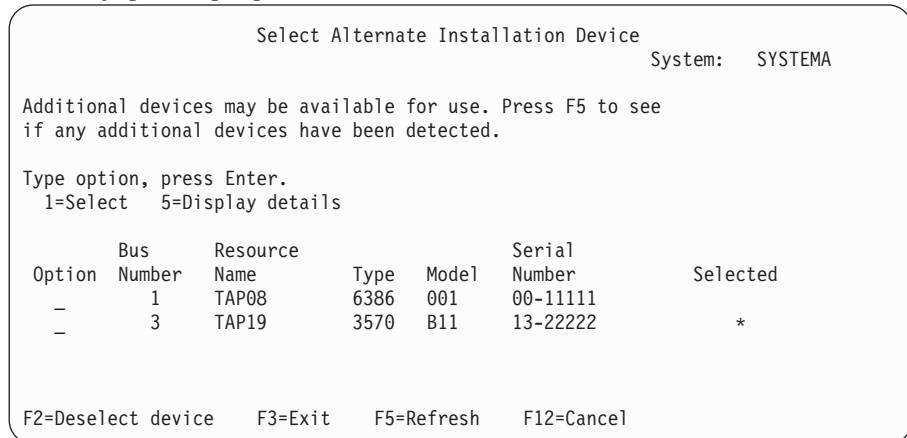 Select Alternate Installation Device
System: SYSTEMA
Additional devices may be available for use. Press F5 to see
if any additional devices have been detected.
Type option, press Enter.
1=Select 5=Display details
Bus Resource Serial
Option Number Name Type Model Number Selected
_ 1 TAP08 6386 001 00-11111
_ 3 TAP19 3570 B11 13-22222 *
F2=Deselect device F3=Exit F5=Refresh F12=Cancel